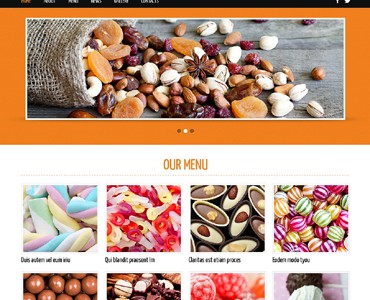 HOME ABOUT MENU NEWS GALLERY CONTACTS
OUR MENU
Duis autem vel eum iriu
Qui blandit praesent lm
Claritas est etiam proces
Eodem modo typu